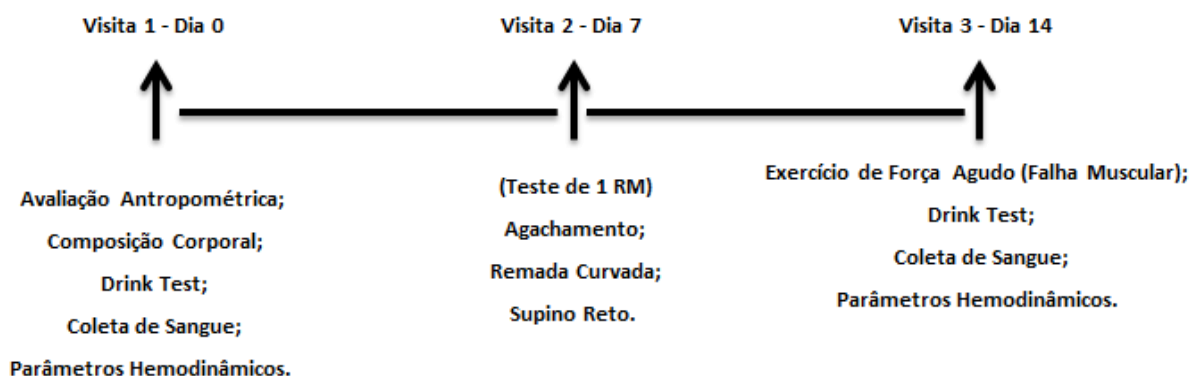 Visita 1 - Dia 0
Visita 2 - Dia 7
Visita 3 - Dia 14
Avaliação Antropométrica;
Composição Corporal;
Drink Test;
Coleta de Sangue;
Parâmetros Hemodinâmicos.
(Teste de 1 RM)
Agachamento;
Remada Curvada;
Supino Reto.
Exercício de Força Agudo (Falha Muscular);
Drink Test;
Coleta de Sangue;
Parâmetros Hemodinâmicos.